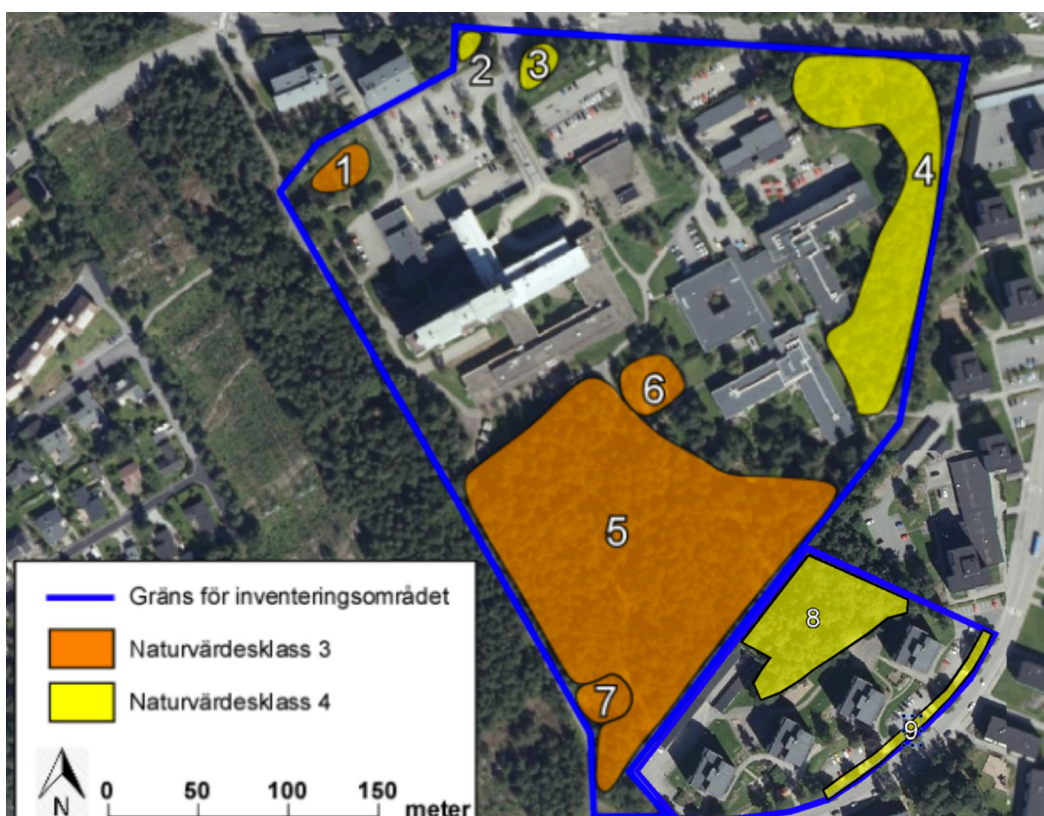 1
2
3
4
5
6
7
8
9
Gräns för inventeringsområdet
Naturvärdesklass 3
Naturvärdesklass 4
N
0 50 100 150
meter